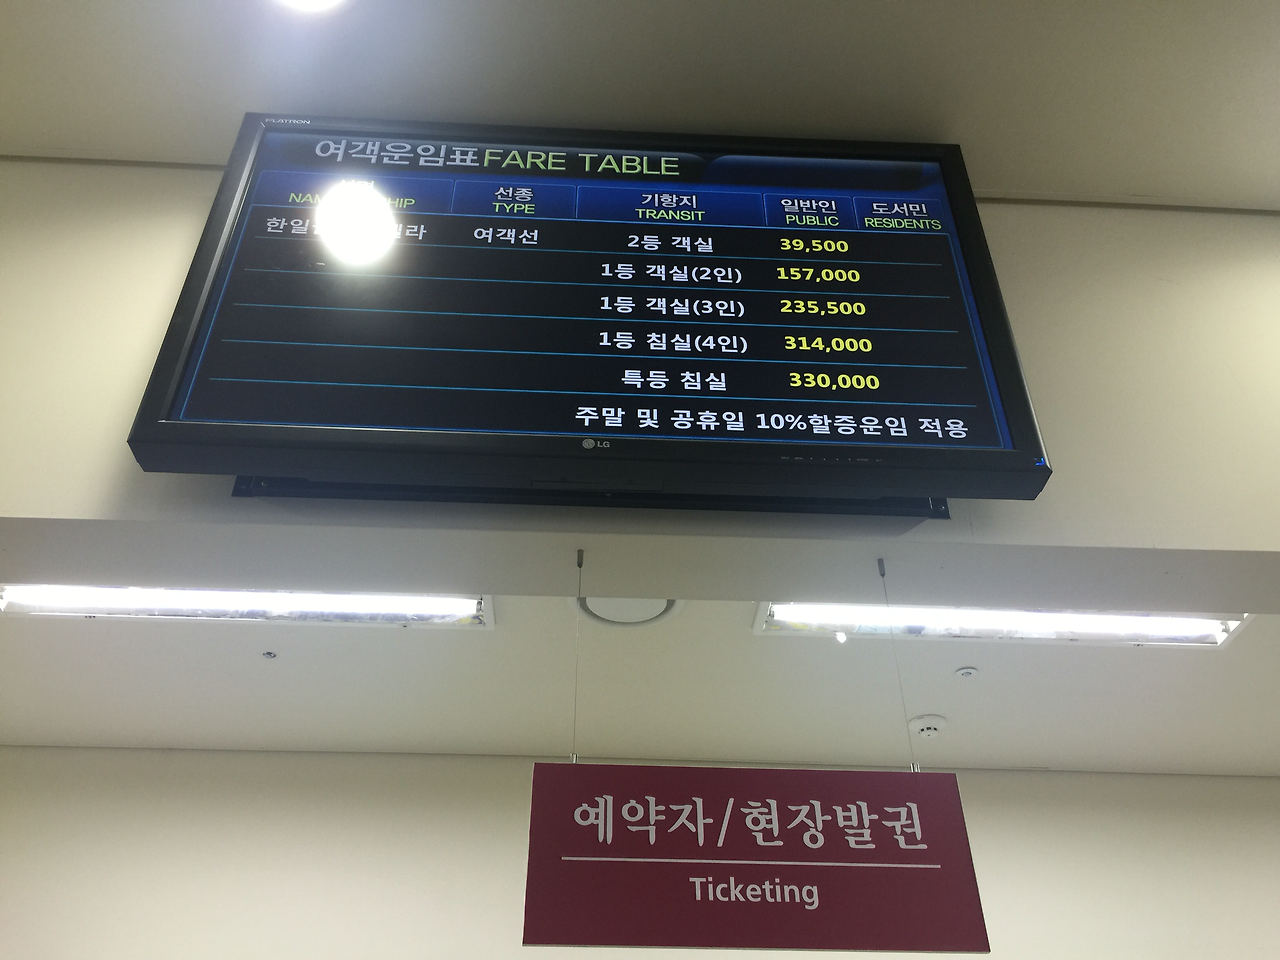 FLATRON
여객운임표 FARE TABLE
선종 기항지 일반인 도서민
TYPE TRANSIT PUBLIC RESIDENTS
여객선 2등 객실 39,500
1등 객실(2인) 157,000
1등 객실(3인) 235,500
1등 침실(4인) 314,000
특등 침실 330,000
주말 및 공휴일 10%할증운임 적용
LG
예약자/현장발권
Ticketing